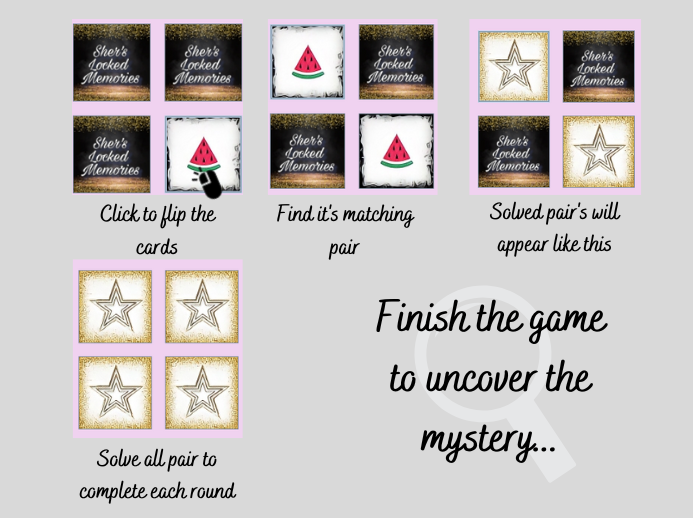 Sher's
Locked
Memories
Sher's
Locked
Memories
Sher's
Locked
Memories
Click to flip the
cards
Sher's
Locked
Memories
Sher's
Locked
Memories
Find it's matching
pair
Sher's
Locked
Memories
Sher's
Locked
Memories
Solved pair's will
appear like this
Solve all pair to
complete each round
Finish the game
to uncover the
mystery...